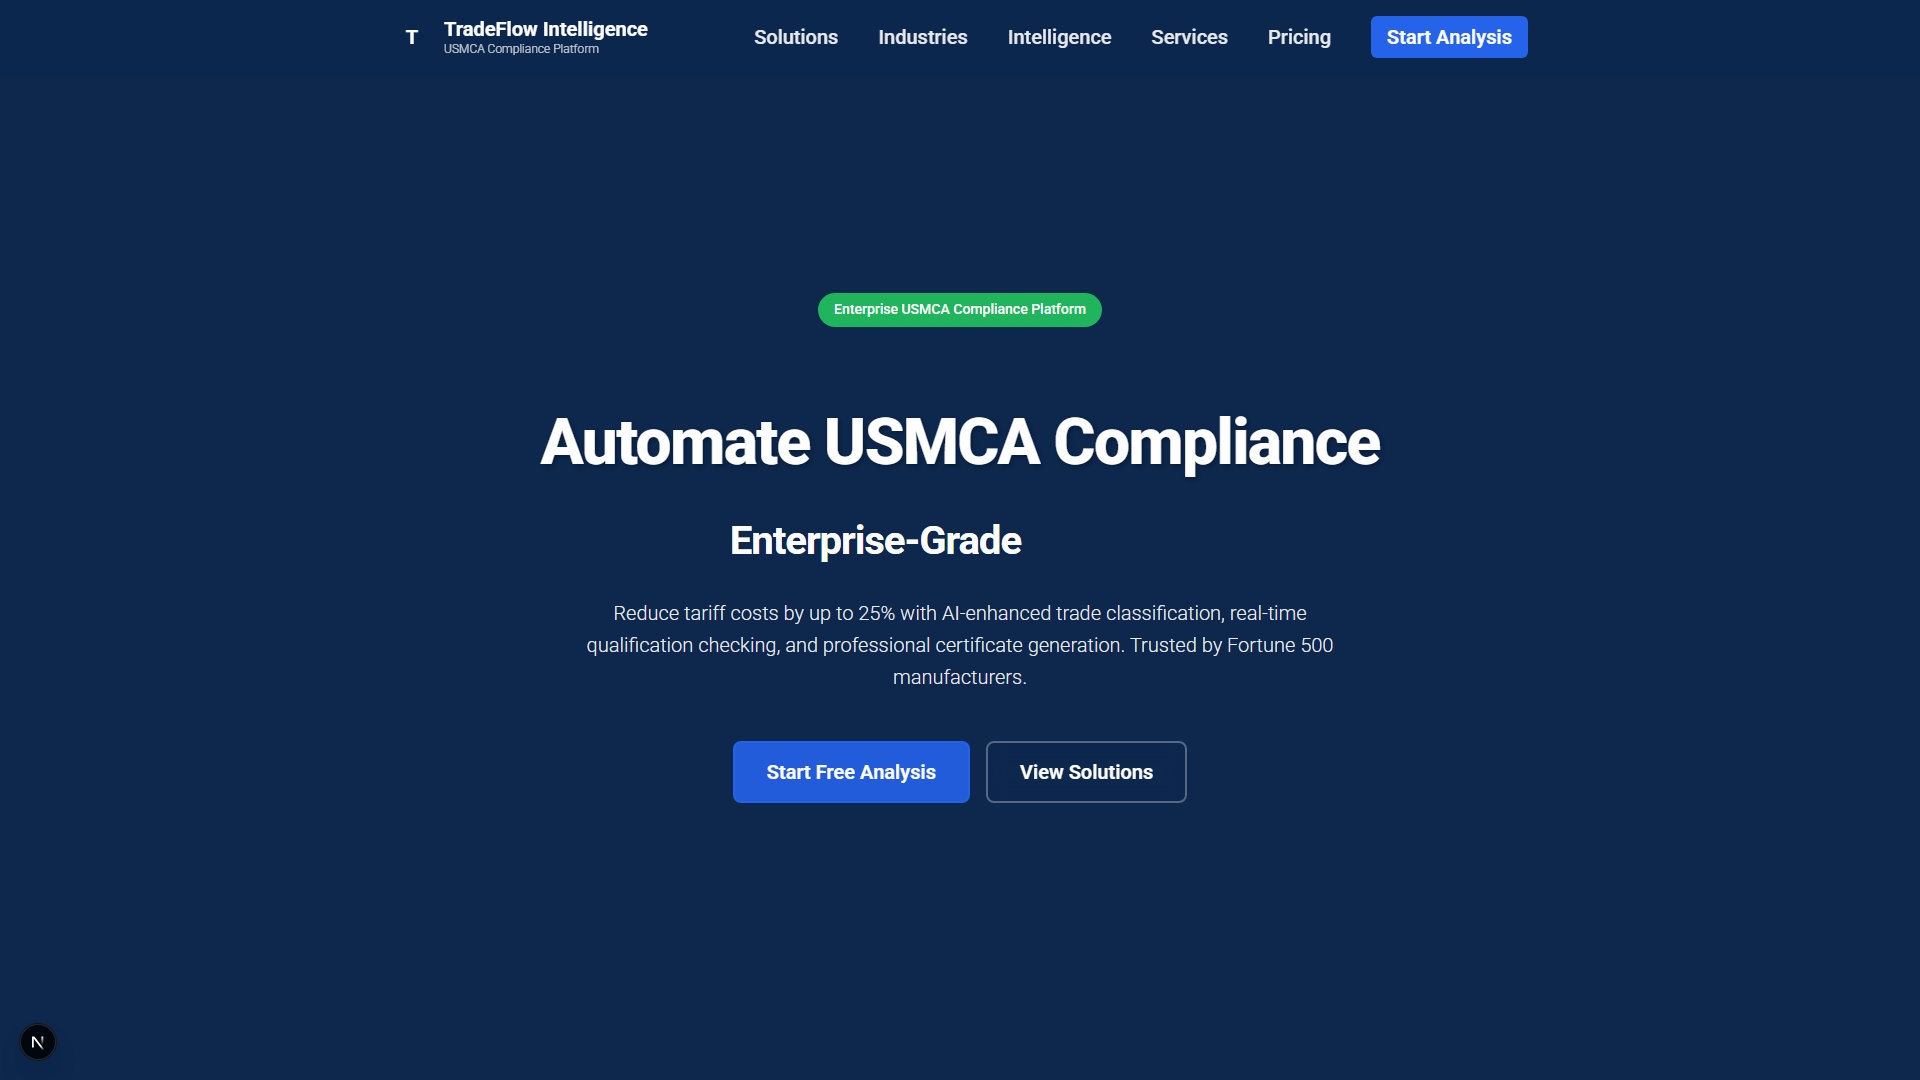 T
TradeFlow Intelligence
USMCA Compliance Platform
Solutions
Industries
Intelligence
Services
Pricing
Start Analysis
Enterprise USMCA Compliance Platform
Automate USMCA Compliance
Enterprise-Grade
Reduce tariff costs by up to 25% with AI-enhanced trade classification, real-time
qualification checking, and professional certificate generation. Trusted by Fortune 500
manufacturers.
Start Free Analysis
View Solutions
N